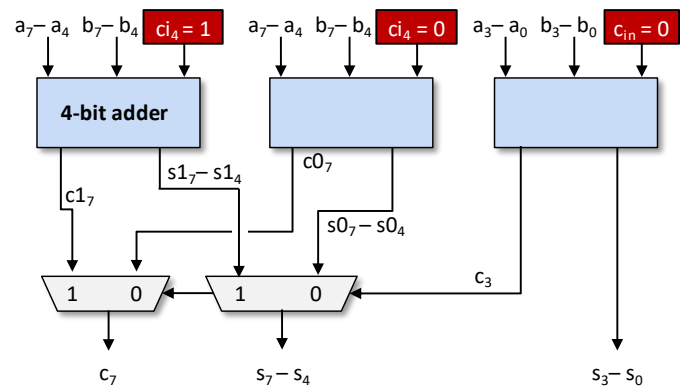 a₇– a₄ b₇– b₄ ci₄ = 1 a₇– a₄ b₇– b₄ ci₄ = 0 a₃– a₀ b₃– b₀ cᵢₙ = 0
4-bit adder
c1₇ s1₇– s1₄ c0₇ s0₇ – s0₄
1 0 1 0 c₃
c₇ s₇ – s₄ s₃– s₀